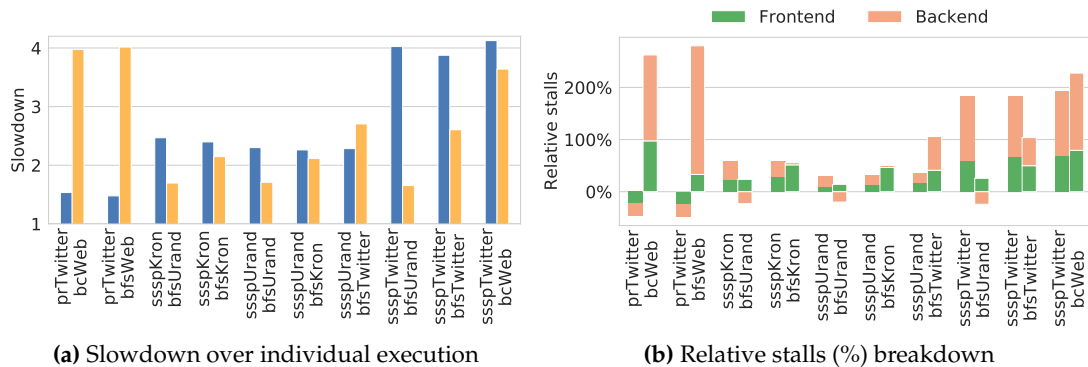 Slowdown
4
3
2
1
prTwitter
bcWeb
prTwitter
bfsWeb
ssspKron
bfsUrand
ssspKron
bfsKron
ssspUrand
bfsUrand
ssspUrand
bfsKron
ssspUrand
bfsTwitter
ssspTwitter
bfsUrand
ssspTwitter
bfsTwitter
ssspTwitter
bcWeb
(a) Slowdown over individual execution
Frontend Backend
Relative stalls (%)
200%
100%
0%
prTwitter
bcWeb
prTwitter
bfsWeb
ssspKron
bfsUrand
ssspKron
bfsKron
ssspUrand
bfsUrand
ssspUrand
bfsKron
ssspUrand
bfsTwitter
ssspTwitter
bfsUrand
ssspTwitter
bfsTwitter
ssspTwitter
bcWeb
(b) Relative stalls (%) breakdown